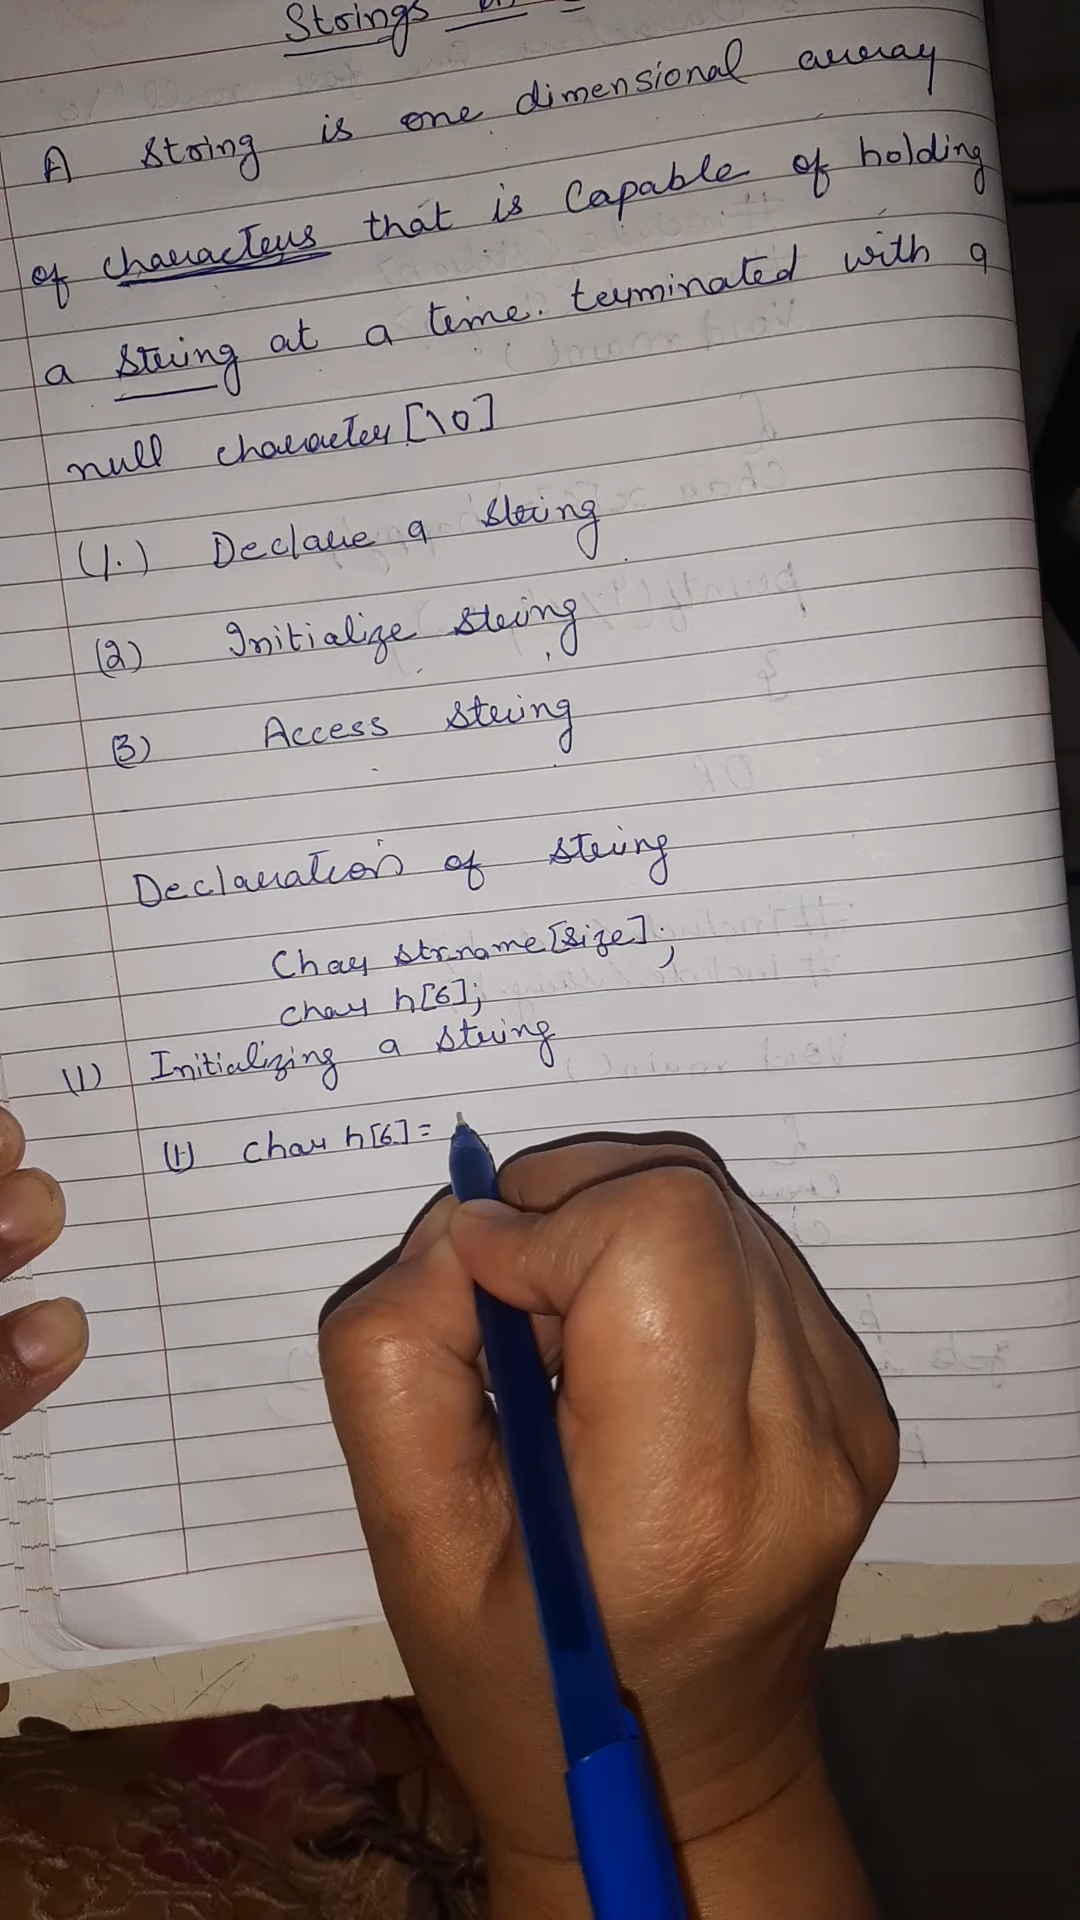 Strings in
A string is one dimensional array
of characters that is capable of holding
a string at a time. terminated with a
null character [\0]
(1.) Declare a string
(2) Initialize string
(3) Access string
Declaration of string
Char strname[size];
char h[6];
(1) Initializing a string
(1) char h[6] =